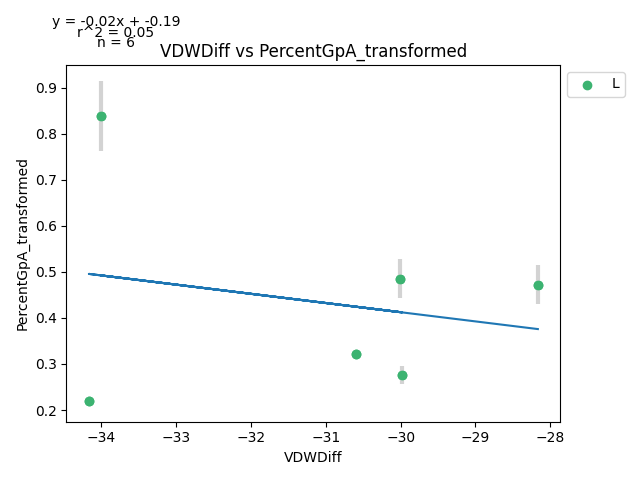 y = -0.02x + -0.19
r^2 = 0.05
n = 6
VDWDiff vs PercentGpA_transformed
L
PercentGpA_transformed
0.9
0.8
0.7
0.6
0.5
0.4
0.3
0.2
−34
−33
−32
−31
−30
−29
−28
VDWDiff